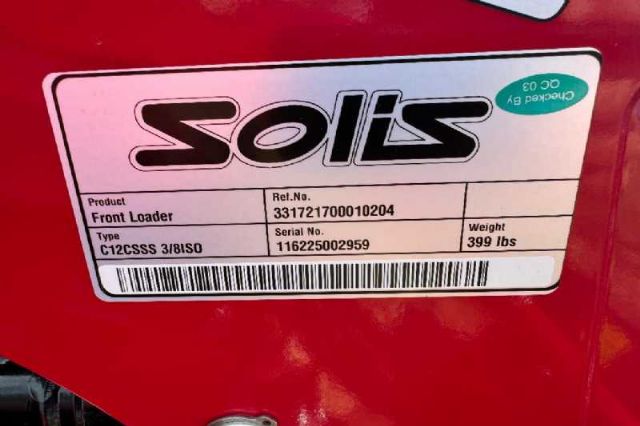 Solis
Checked By
QC 03
Product
Front Loader
Ref.No.
331721700010204
Type
C12CSSS 3/8ISO
Serial No.
116225002959
Weight
399 lbs